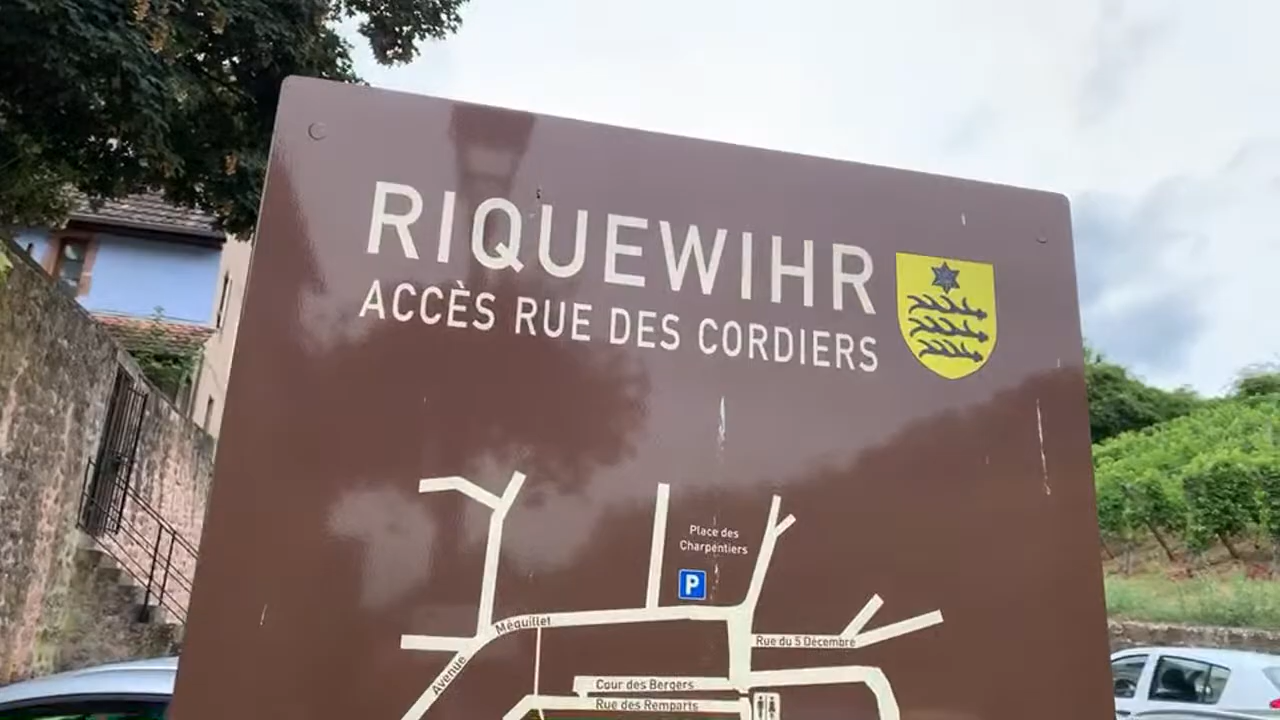 RIQUEWIHR
ACCÈS RUE DES CORDIERS
Place des
Charpentiers
P
Méquillet
Avenue
Rue du 5 Décembre
Cour des Bergers
Rue des Remparts